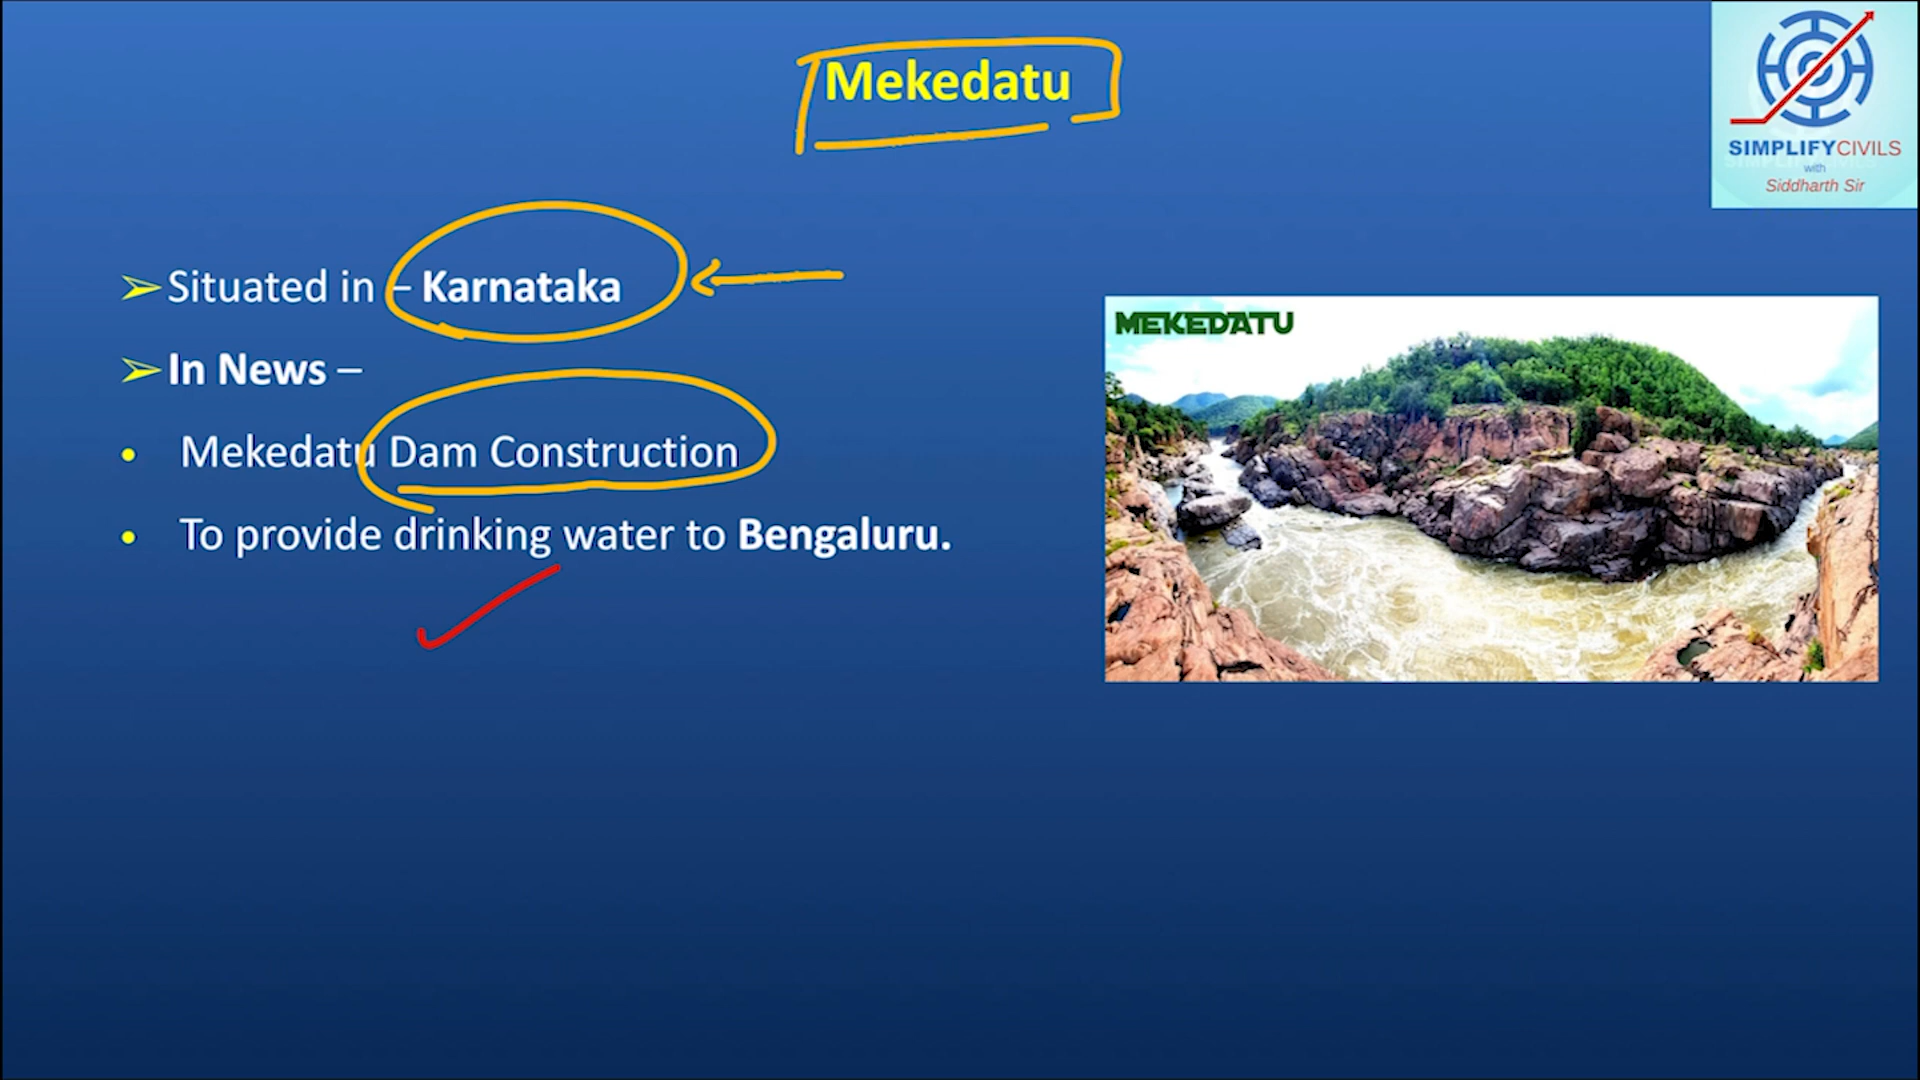 Mekedatu
SIMPLIFYCIVILS
with
Siddharth Sir
➢ Situated in – Karnataka
➢ In News –
• Mekedatu Dam Construction
• To provide drinking water to Bengaluru.
MEKEDATU